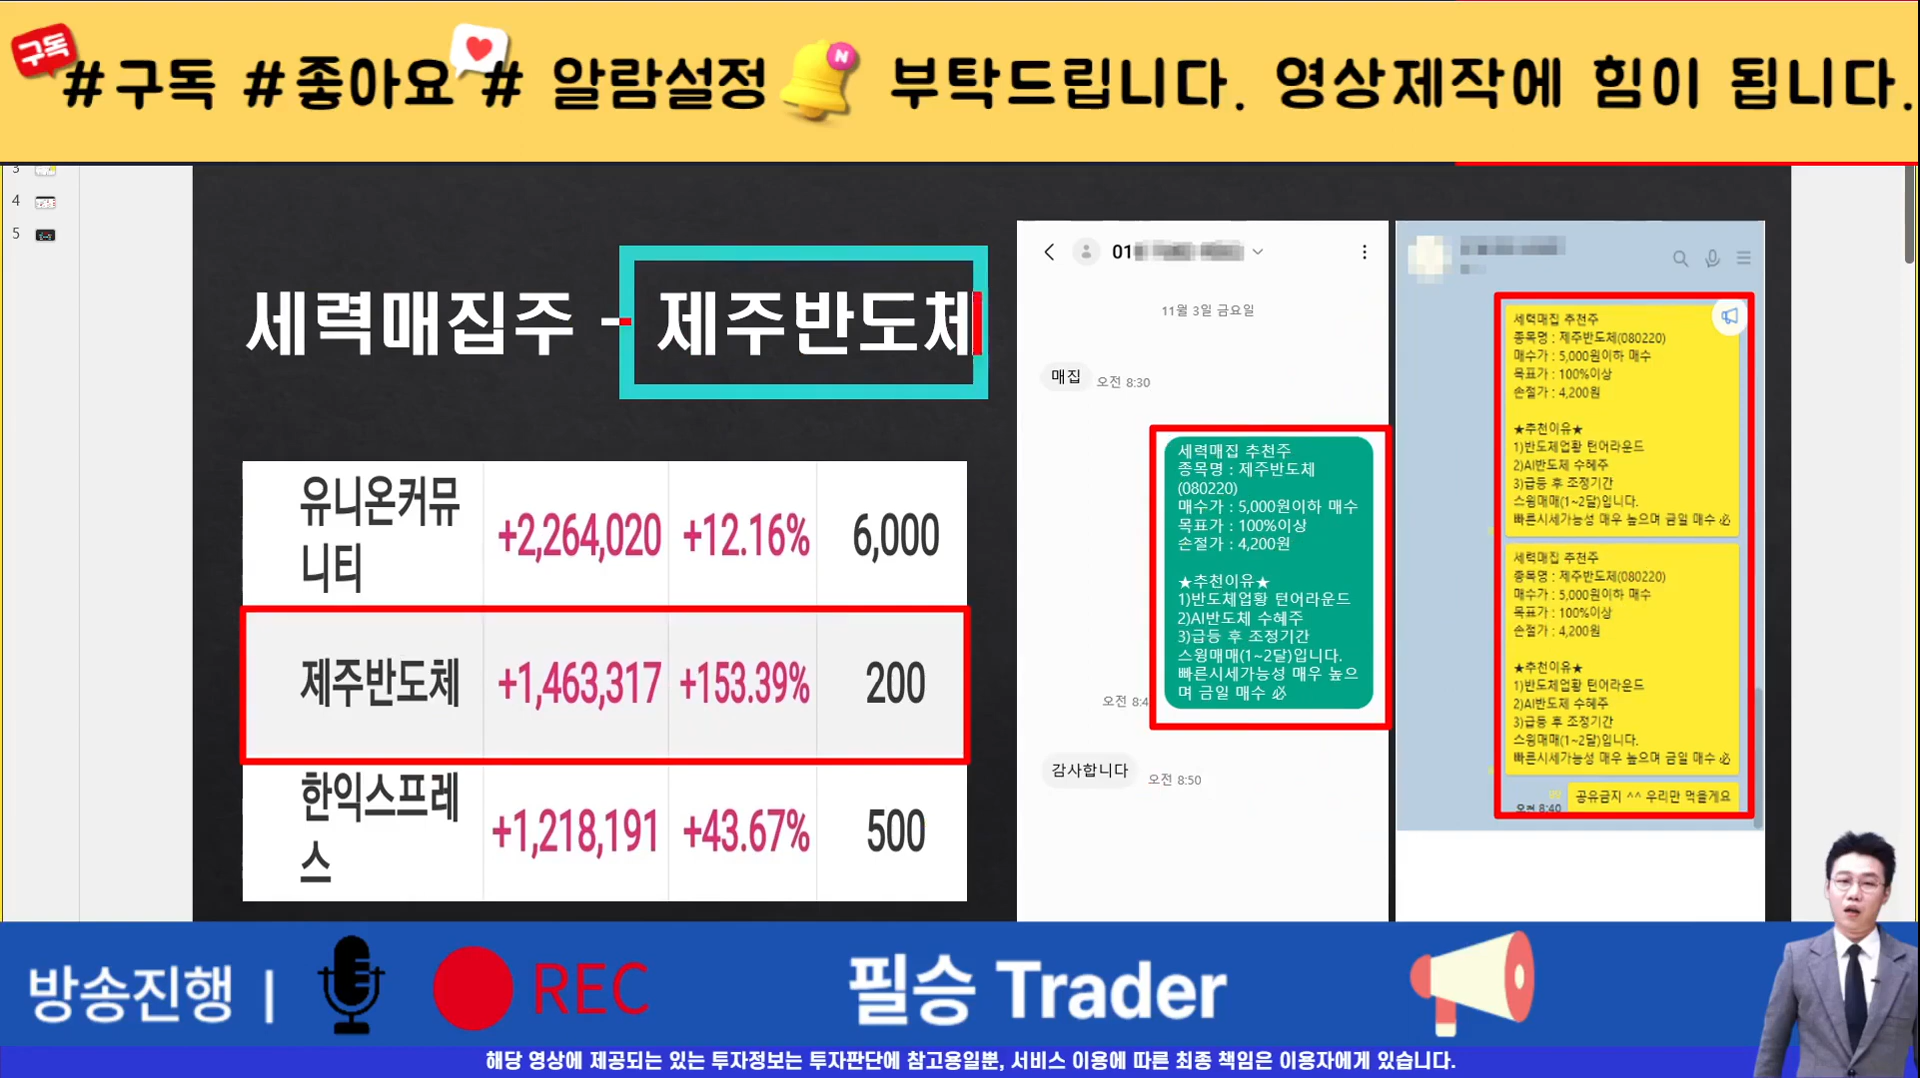 구독
#구독 #좋아요 # 알람설정 N 부탁드립니다. 영상제작에 힘이 됩니다.
3
4
5
세력매집주 - 제주반도체
유니온커뮤
니티
+2,264,020 +12.16% 6,000
제주반도체 +1,463,317 +153.39% 200
한익스프레
스
+1,218,191 +43.67% 500
01
11월 3일 금요일
매집 오전 8:30
세력매집 추천주
종목명 : 제주반도체
(080220)
매수가 : 5,000원이하 매수
목표가 : 100%이상
손절가 : 4,200원
★추천이유★
1)반도체업황 턴어라운드
2)AI반도체 수혜주
3)급등 후 조정기간
스윙매매(1~2달)입니다.
빠른시세가능성 매우 높으
며 금일 매수 必
오전 8:4
감사합니다 오전 8:50
세력매집 추천주
종목명 : 제주반도체(080220)
매수가 : 5,000원이하 매수
목표가 : 100%이상
손절가 : 4,200원
★추천이유★
1)반도체업황 턴어라운드
2)AI반도체 수혜주
3)급등 후 조정기간
스윙매매(1~2달)입니다.
빠른시세가능성 매우 높으며 금일 매수 必
세력매집 추천주
종목명 : 제주반도체(080220)
매수가 : 5,000원이하 매수
목표가 : 100%이상
손절가 : 4,200원
★추천이유★
1)반도체업황 턴어라운드
2)AI반도체 수혜주
3)급등 후 조정기간
스윙매매(1~2달)입니다.
빠른시세가능성 매우 높으며 금일 매수 必
오전 8:40 공유금지 ^^ 우리만 먹을게요
방송진행 | REC 필승 Trader
해당 영상에 제공되는 있는 투자정보는 투자판단에 참고용일뿐, 서비스 이용에 따른 최종 책임은 이용자에게 있습니다.